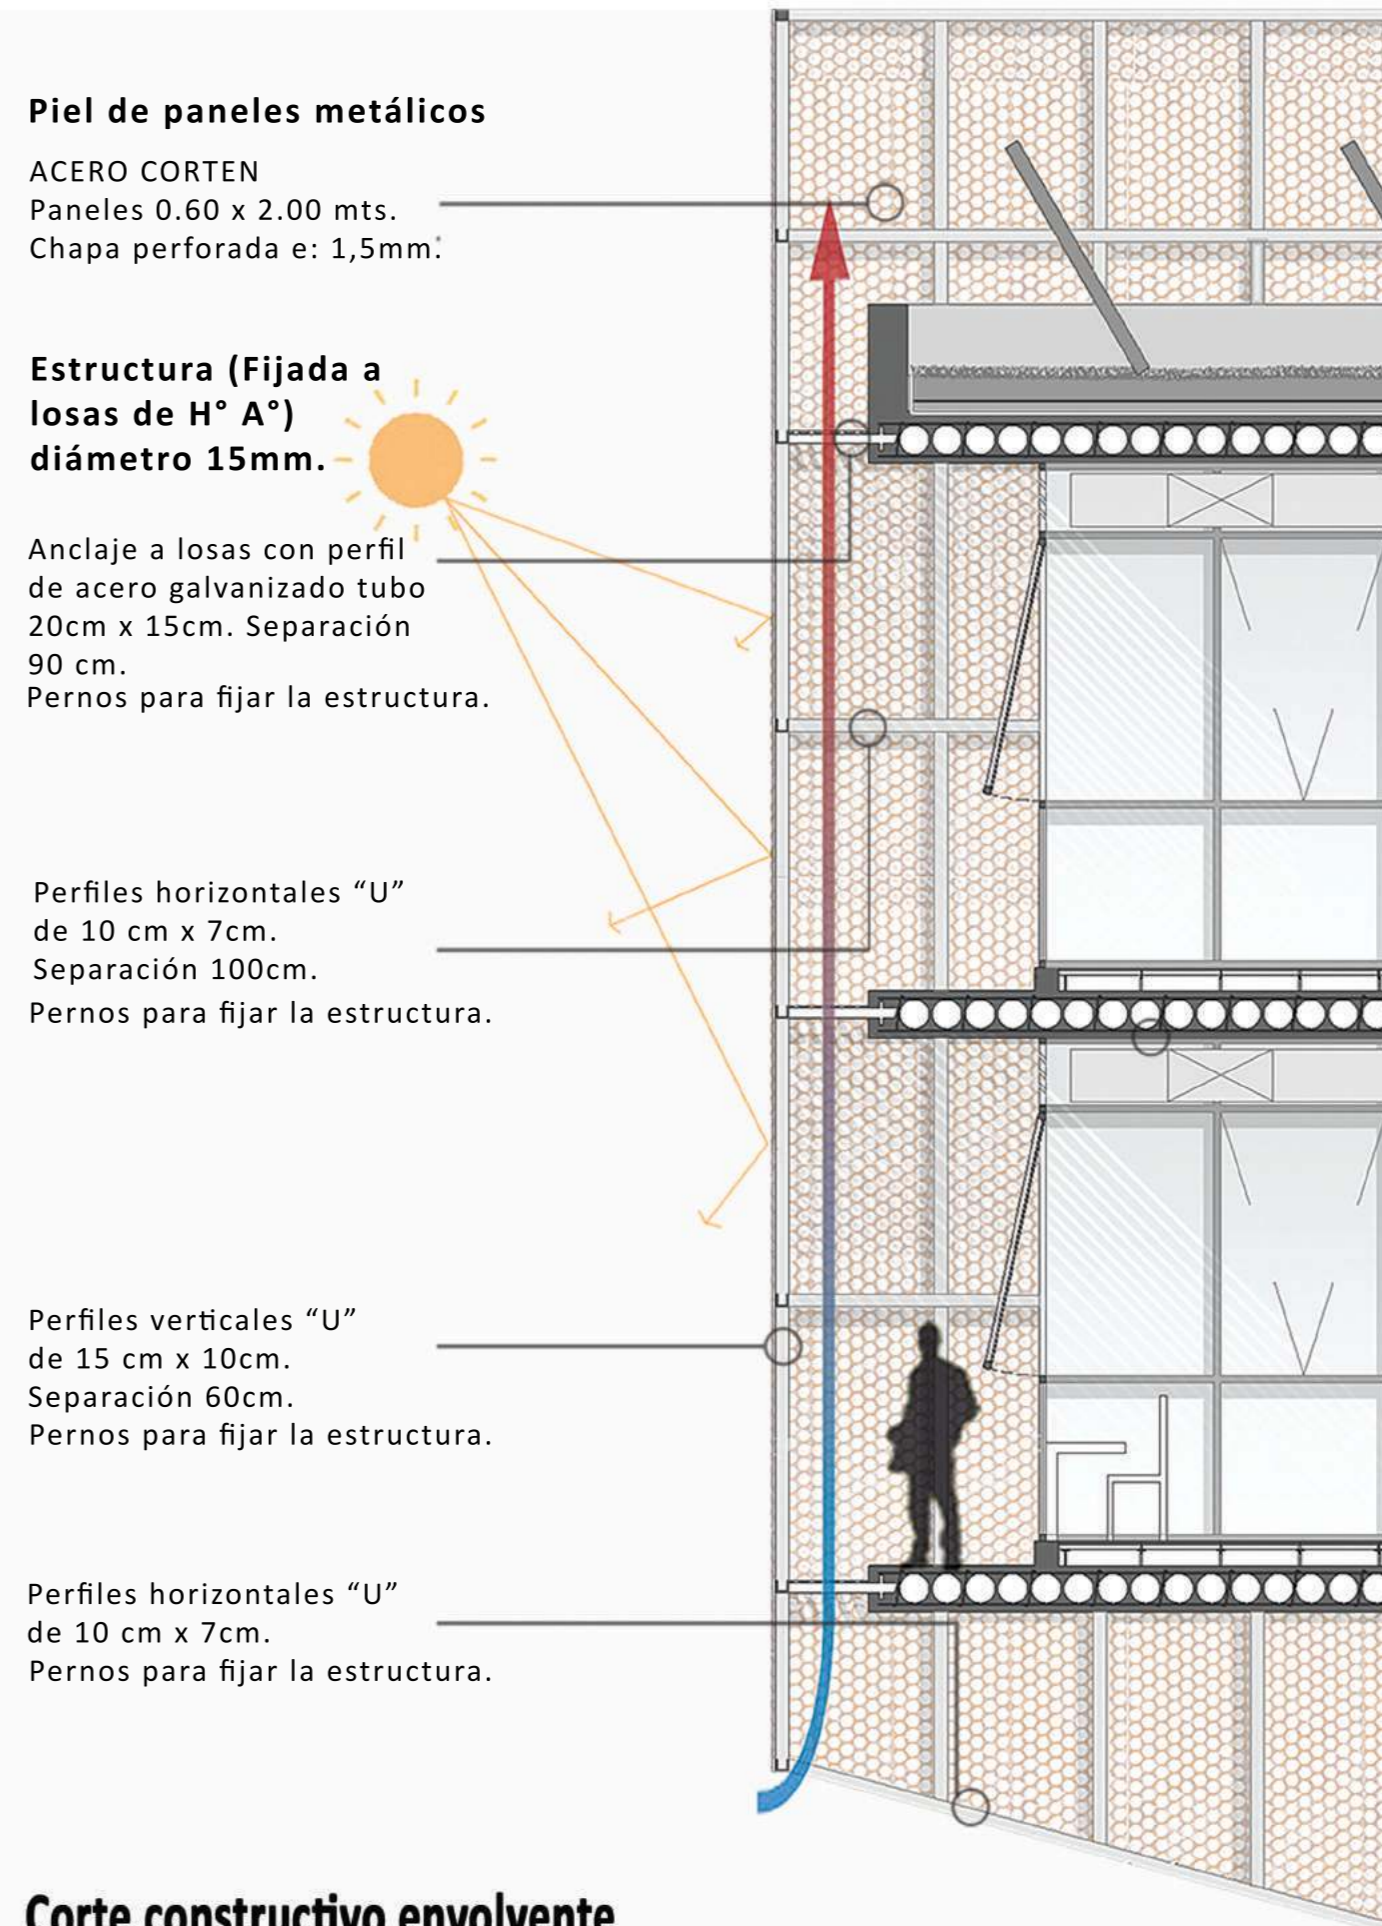 Piel de paneles metálicos
ACERO CORTEN
Paneles 0.60 x 2.00 mts.
Chapa perforada e: 1,5mm.
Estructura (Fijada a
losas de H° A°)
diámetro 15mm.
Anclaje a losas con perfil
de acero galvanizado tubo
20cm x 15cm. Separación
90 cm.
Pernos para fijar la estructura.
Perfiles horizontales “U”
de 10 cm x 7cm.
Separación 100cm.
Pernos para fijar la estructura.
Perfiles verticales “U”
de 15 cm x 10cm.
Separación 60cm.
Pernos para fijar la estructura.
Perfiles horizontales “U”
de 10 cm x 7cm.
Pernos para fijar la estructura.
Corte constructivo envolvente